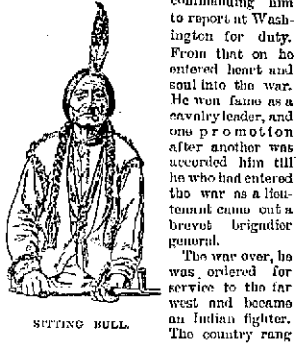 commanding him
to report at Wash-
ington for duty.
From that on he
entered heart and
soul into the war.
He won fame as a
cavalry leader, and
one promotion
after another was
accorded him till
he who had entered
the war as a lieu-
tenant came out a
brevet brigadier
general.
The war over, he
was ordered for
service to the far
west and became
an Indian fighter.
The country rang
SITTING BULL.